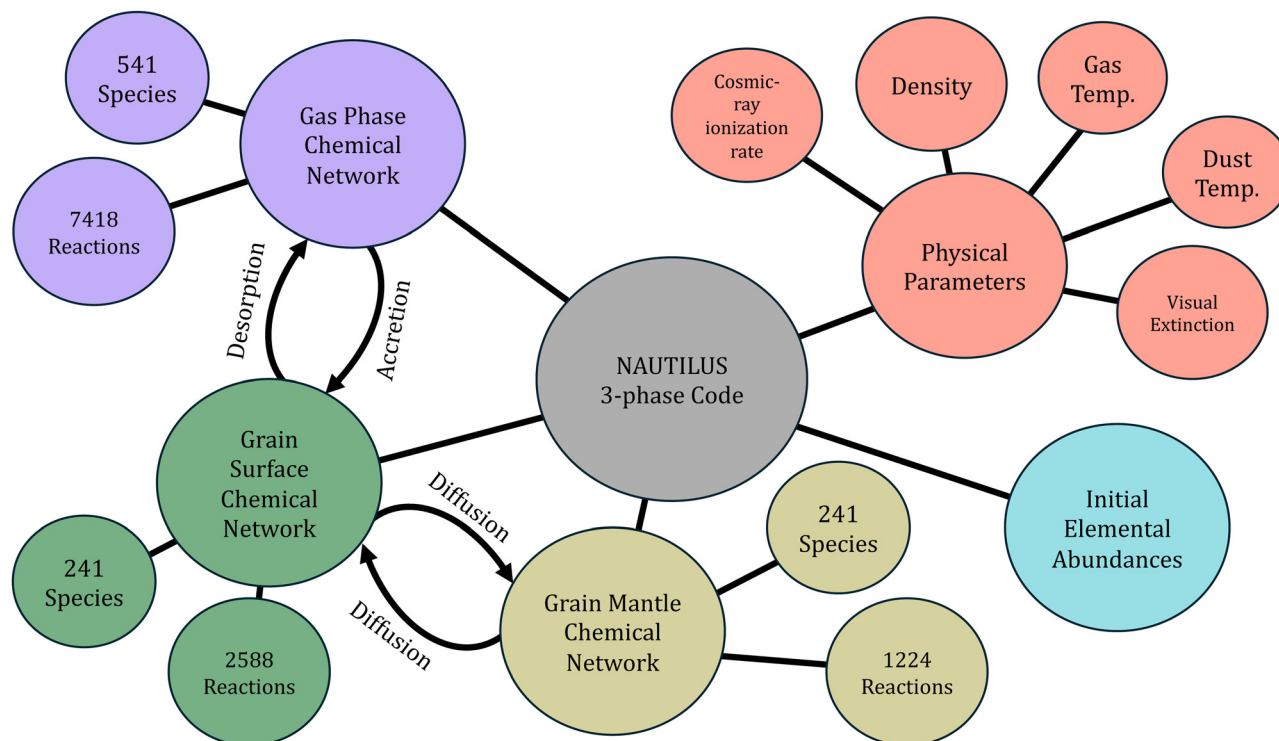 541
Species
7418
Reactions
Gas Phase
Chemical
Network
Desorption
Accretion
Cosmic-
ray
ionization
rate
Density
Gas
Temp.
Dust
Temp.
Physical
Parameters
Visual
Extinction
NAUTILUS
3-phase Code
Grain
Surface
Chemical
Network
241
Species
2588
Reactions
Diffusion
Diffusion
Grain Mantle
Chemical
Network
241
Species
1224
Reactions
Initial
Elemental
Abundances